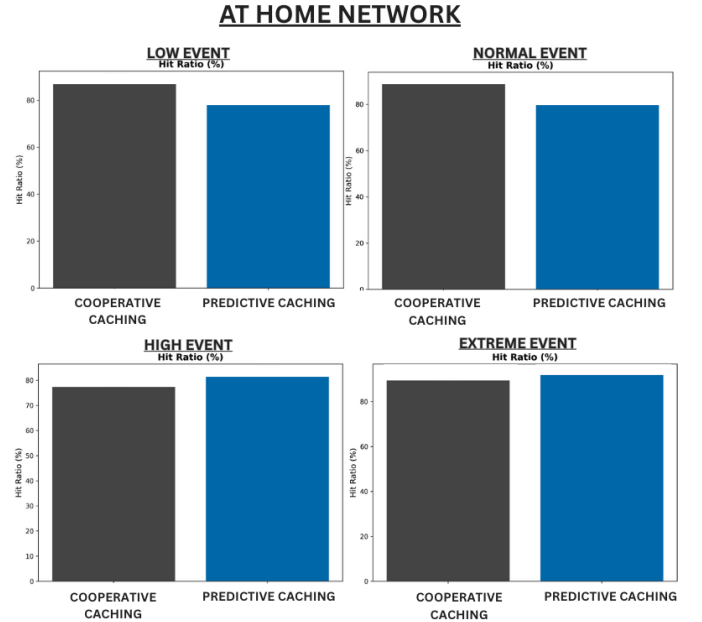 AT HOME NETWORK
LOW EVENT
Hit Ratio (%)
Hit Ratio (%)
80
60
40
20
0
COOPERATIVE
CACHING
PREDICTIVE CACHING
NORMAL EVENT
Hit Ratio (%)
Hit Ratio (%)
80
60
40
20
0
COOPERATIVE
CACHING
PREDICTIVE CACHING
HIGH EVENT
Hit Ratio (%)
Hit Ratio (%)
80
70
60
50
40
30
20
10
0
COOPERATIVE
CACHING
PREDICTIVE CACHING
EXTREME EVENT
Hit Ratio (%)
Hit Ratio (%)
80
60
40
20
0
COOPERATIVE
CACHING
PREDICTIVE CACHING